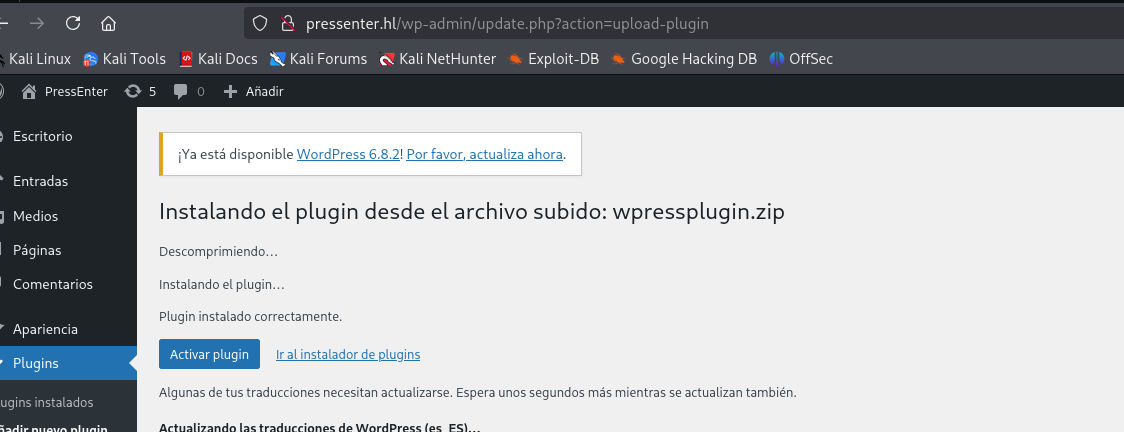 pressenter.hl/wp-admin/update.php?action=upload-plugin
Kali Linux Kali Tools Kali Docs Kali Forums Kali NetHunter Exploit-DB Google Hacking DB OffSec
PressEnter 5 0 Añadir
Escritorio
Entradas
Medios
Páginas
Comentarios
Apariencia
Plugins
ugins instalados
ñadir nuevo plugin
¡Ya está disponible WordPress 6.8.2! Por favor, actualiza ahora.
Instalando el plugin desde el archivo subido: wpressplugin.zip
Descomprimiendo…
Instalando el plugin…
Plugin instalado correctamente.
Activar plugin Ir al instalador de plugins
Algunas de tus traducciones necesitan actualizarse. Espera unos segundos más mientras se actualizan también.
Actualizando las traducciones de WordPress (es_ES)…